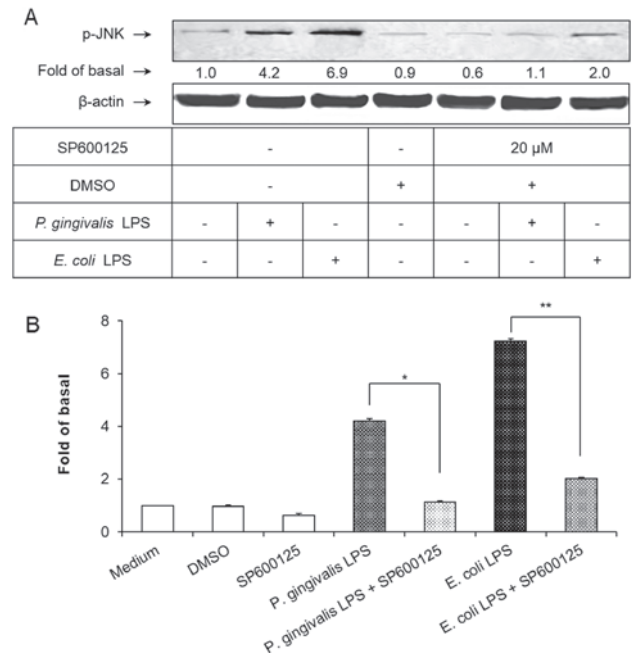 A
p-JNK →
Fold of basal → 1.0 4.2 6.9 0.9 0.6 1.1 2.0
β-actin →
SP600125 - - 20 µM
DMSO - + +
P. gingivalis LPS - + - - - + -
E. coli LPS - - + - - - +
B
8
6
4
2
0
Fold of basal
*
**
Medium
DMSO
SP600125
P. gingivalis LPS
P. gingivalis LPS + SP600125
E. coli LPS
E. coli LPS + SP600125